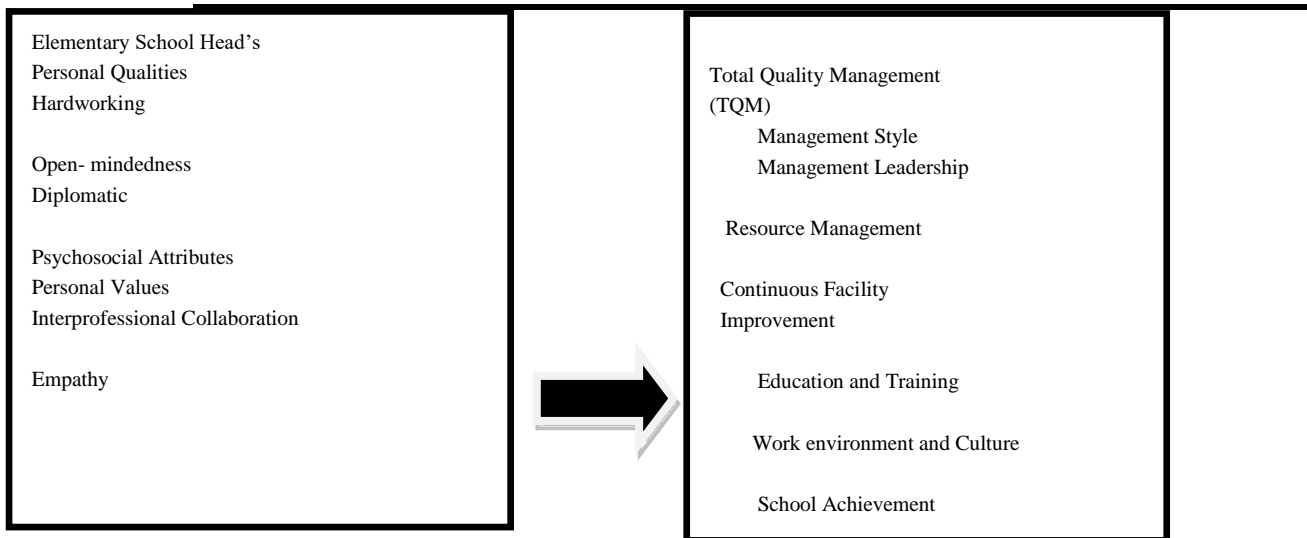 Elementary School Head’s
Personal Qualities
Hardworking
Open- mindedness
Diplomatic
Psychosocial Attributes
Personal Values
Interprofessional Collaboration
Empathy
Total Quality Management
(TQM)
Management Style
Management Leadership
Resource Management
Continuous Facility
Improvement
Education and Training
Work environment and Culture
School Achievement